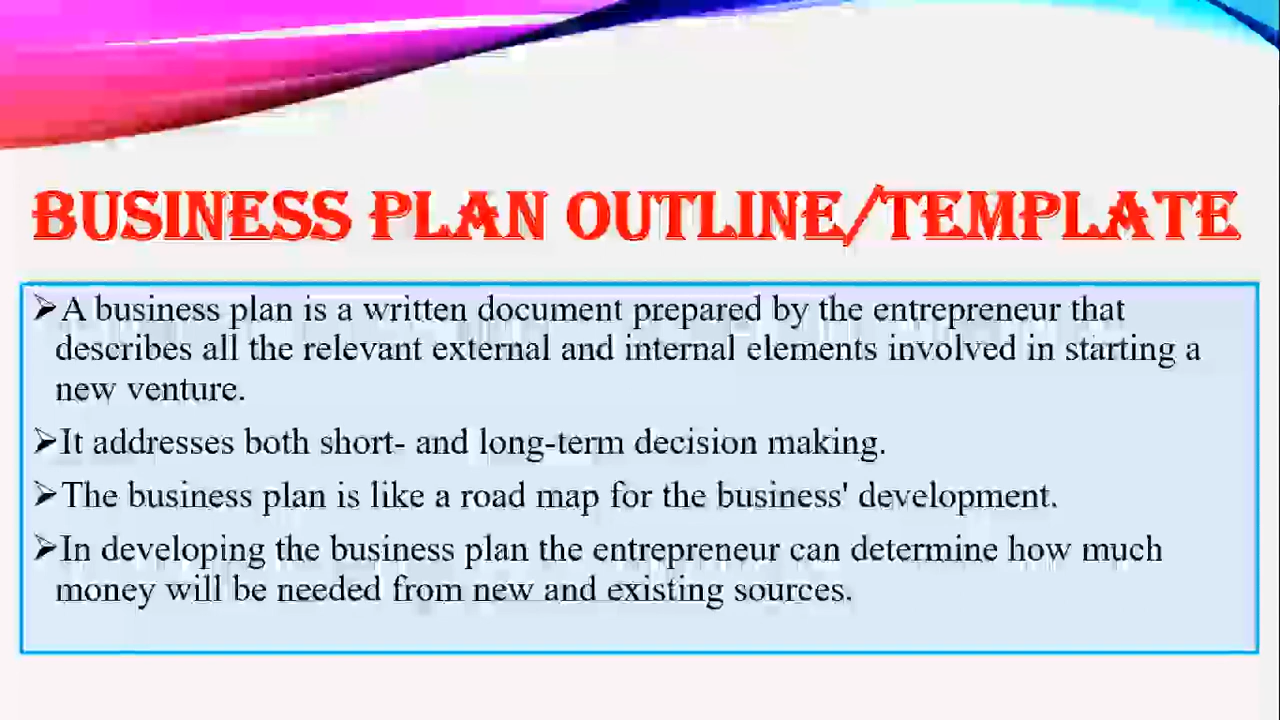 BUSINESS PLAN OUTLINE/TEMPLATE
➢A business plan is a written document prepared by the entrepreneur that
describes all the relevant external and internal elements involved in starting a
new venture.
➢It addresses both short- and long-term decision making.
➢The business plan is like a road map for the business' development.
➢In developing the business plan the entrepreneur can determine how much
money will be needed from new and existing sources.